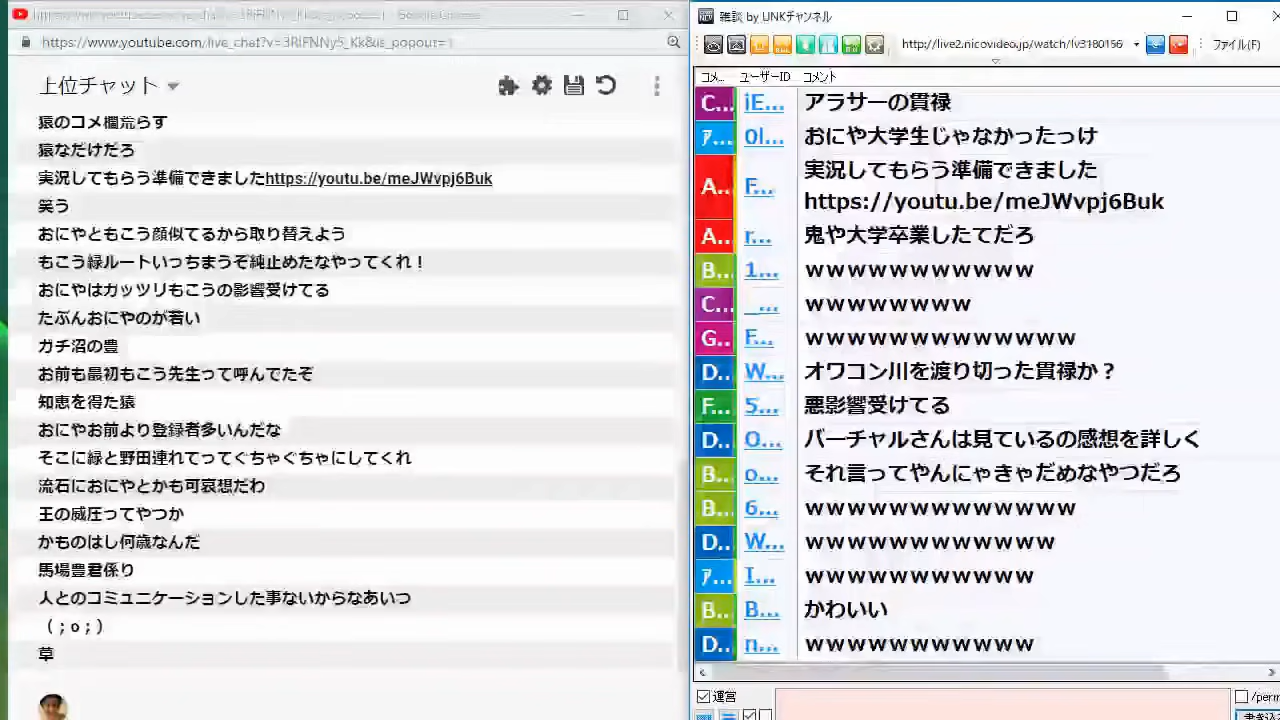 https://www.youtube.com/live_chat?v=3RIFNNy5_Kk&is_popout=1
上位チャット
猿のコメ欄荒らす
猿なだけだろ
実況してもらう準備できましたhttps://youtu.be/meJWvpj6Buk
笑う
おにやともこう顔似てるから取り替えよう
もこう緑ルートいっちまうぞ純止めたなやってくれ！
おにやはガッツリもこうの影響受けてる
たぶんおにやのが若い
ガチ沼の豊
お前も最初もこう先生って呼んでたぞ
知恵を得た猿
おにやお前より登録者多いんだな
そこに緑と野田連れてってぐちゃぐちゃにしてくれ
流石におにやとかも可哀想だわ
王の威圧ってやつか
かものはし何歳なんだ
馬場豊君係り
人とのコミュニケーションした事ないからなあいつ
（ ; o ; ）
草
雑談 by UNKチャンネル
http://live2.nicovideo.jp/watch/lv3180156
ファイル(F)
コメ... ユーザーID コメント
C... iE... アラサーの貫禄
ア... 0l... おにや大学生じゃなかったっけ
A.. F... 実況してもらう準備できました
https://youtu.be/meJWvpj6Buk
A.. r... 鬼や大学卒業したてだろ
B.. 1... ｗｗｗｗｗｗｗｗｗｗｗ
C... _... ｗｗｗｗｗｗｗｗ
G.. F... ｗｗｗｗｗｗｗｗｗｗｗｗｗ
D.. W... オワコン川を渡り切った貫禄か？
F... 5... 悪影響受けてる
D.. O... バーチャルさんは見ているの感想を詳しく
B.. o... それ言ってやんにゃきゃだめなやつだろ
B.. 6... ｗｗｗｗｗｗｗｗｗｗｗｗｗ
D.. W... ｗｗｗｗｗｗｗｗｗｗｗｗ
ア... I... ｗｗｗｗｗｗｗｗｗｗｗ
B.. B... かわいい
D.. n... ｗｗｗｗｗｗｗｗｗｗｗ
運営
/perm